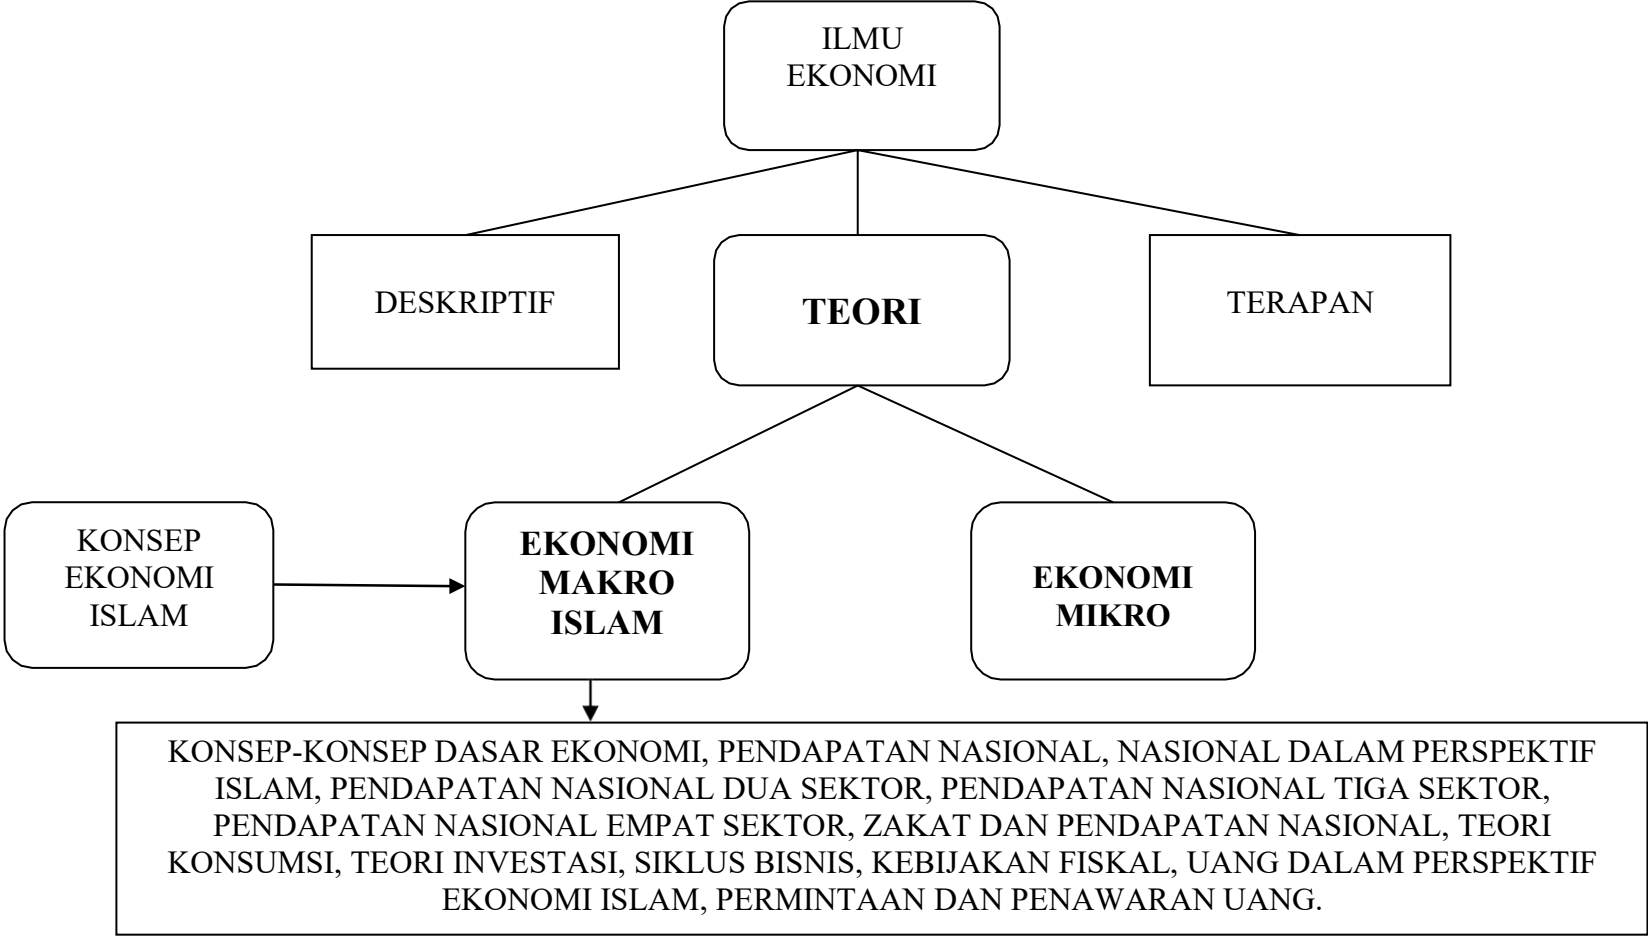 ILMU
EKONOMI
DESKRIPTIF
TEORI
TERAPAN
KONSEP
EKONOMI
ISLAM
EKONOMI
MAKRO
ISLAM
EKONOMI
MIKRO
KONSEP-KONSEP DASAR EKONOMI, PENDAPATAN NASIONAL, NASIONAL DALAM PERSPEKTIF
ISLAM, PENDAPATAN NASIONAL DUA SEKTOR, PENDAPATAN NASIONAL TIGA SEKTOR,
PENDAPATAN NASIONAL EMPAT SEKTOR, ZAKAT DAN PENDAPATAN NASIONAL, TEORI
KONSUMSI, TEORI INVESTASI, SIKLUS BISNIS, KEBIJAKAN FISKAL, UANG DALAM PERSPEKTIF
EKONOMI ISLAM, PERMINTAAN DAN PENAWARAN UANG.